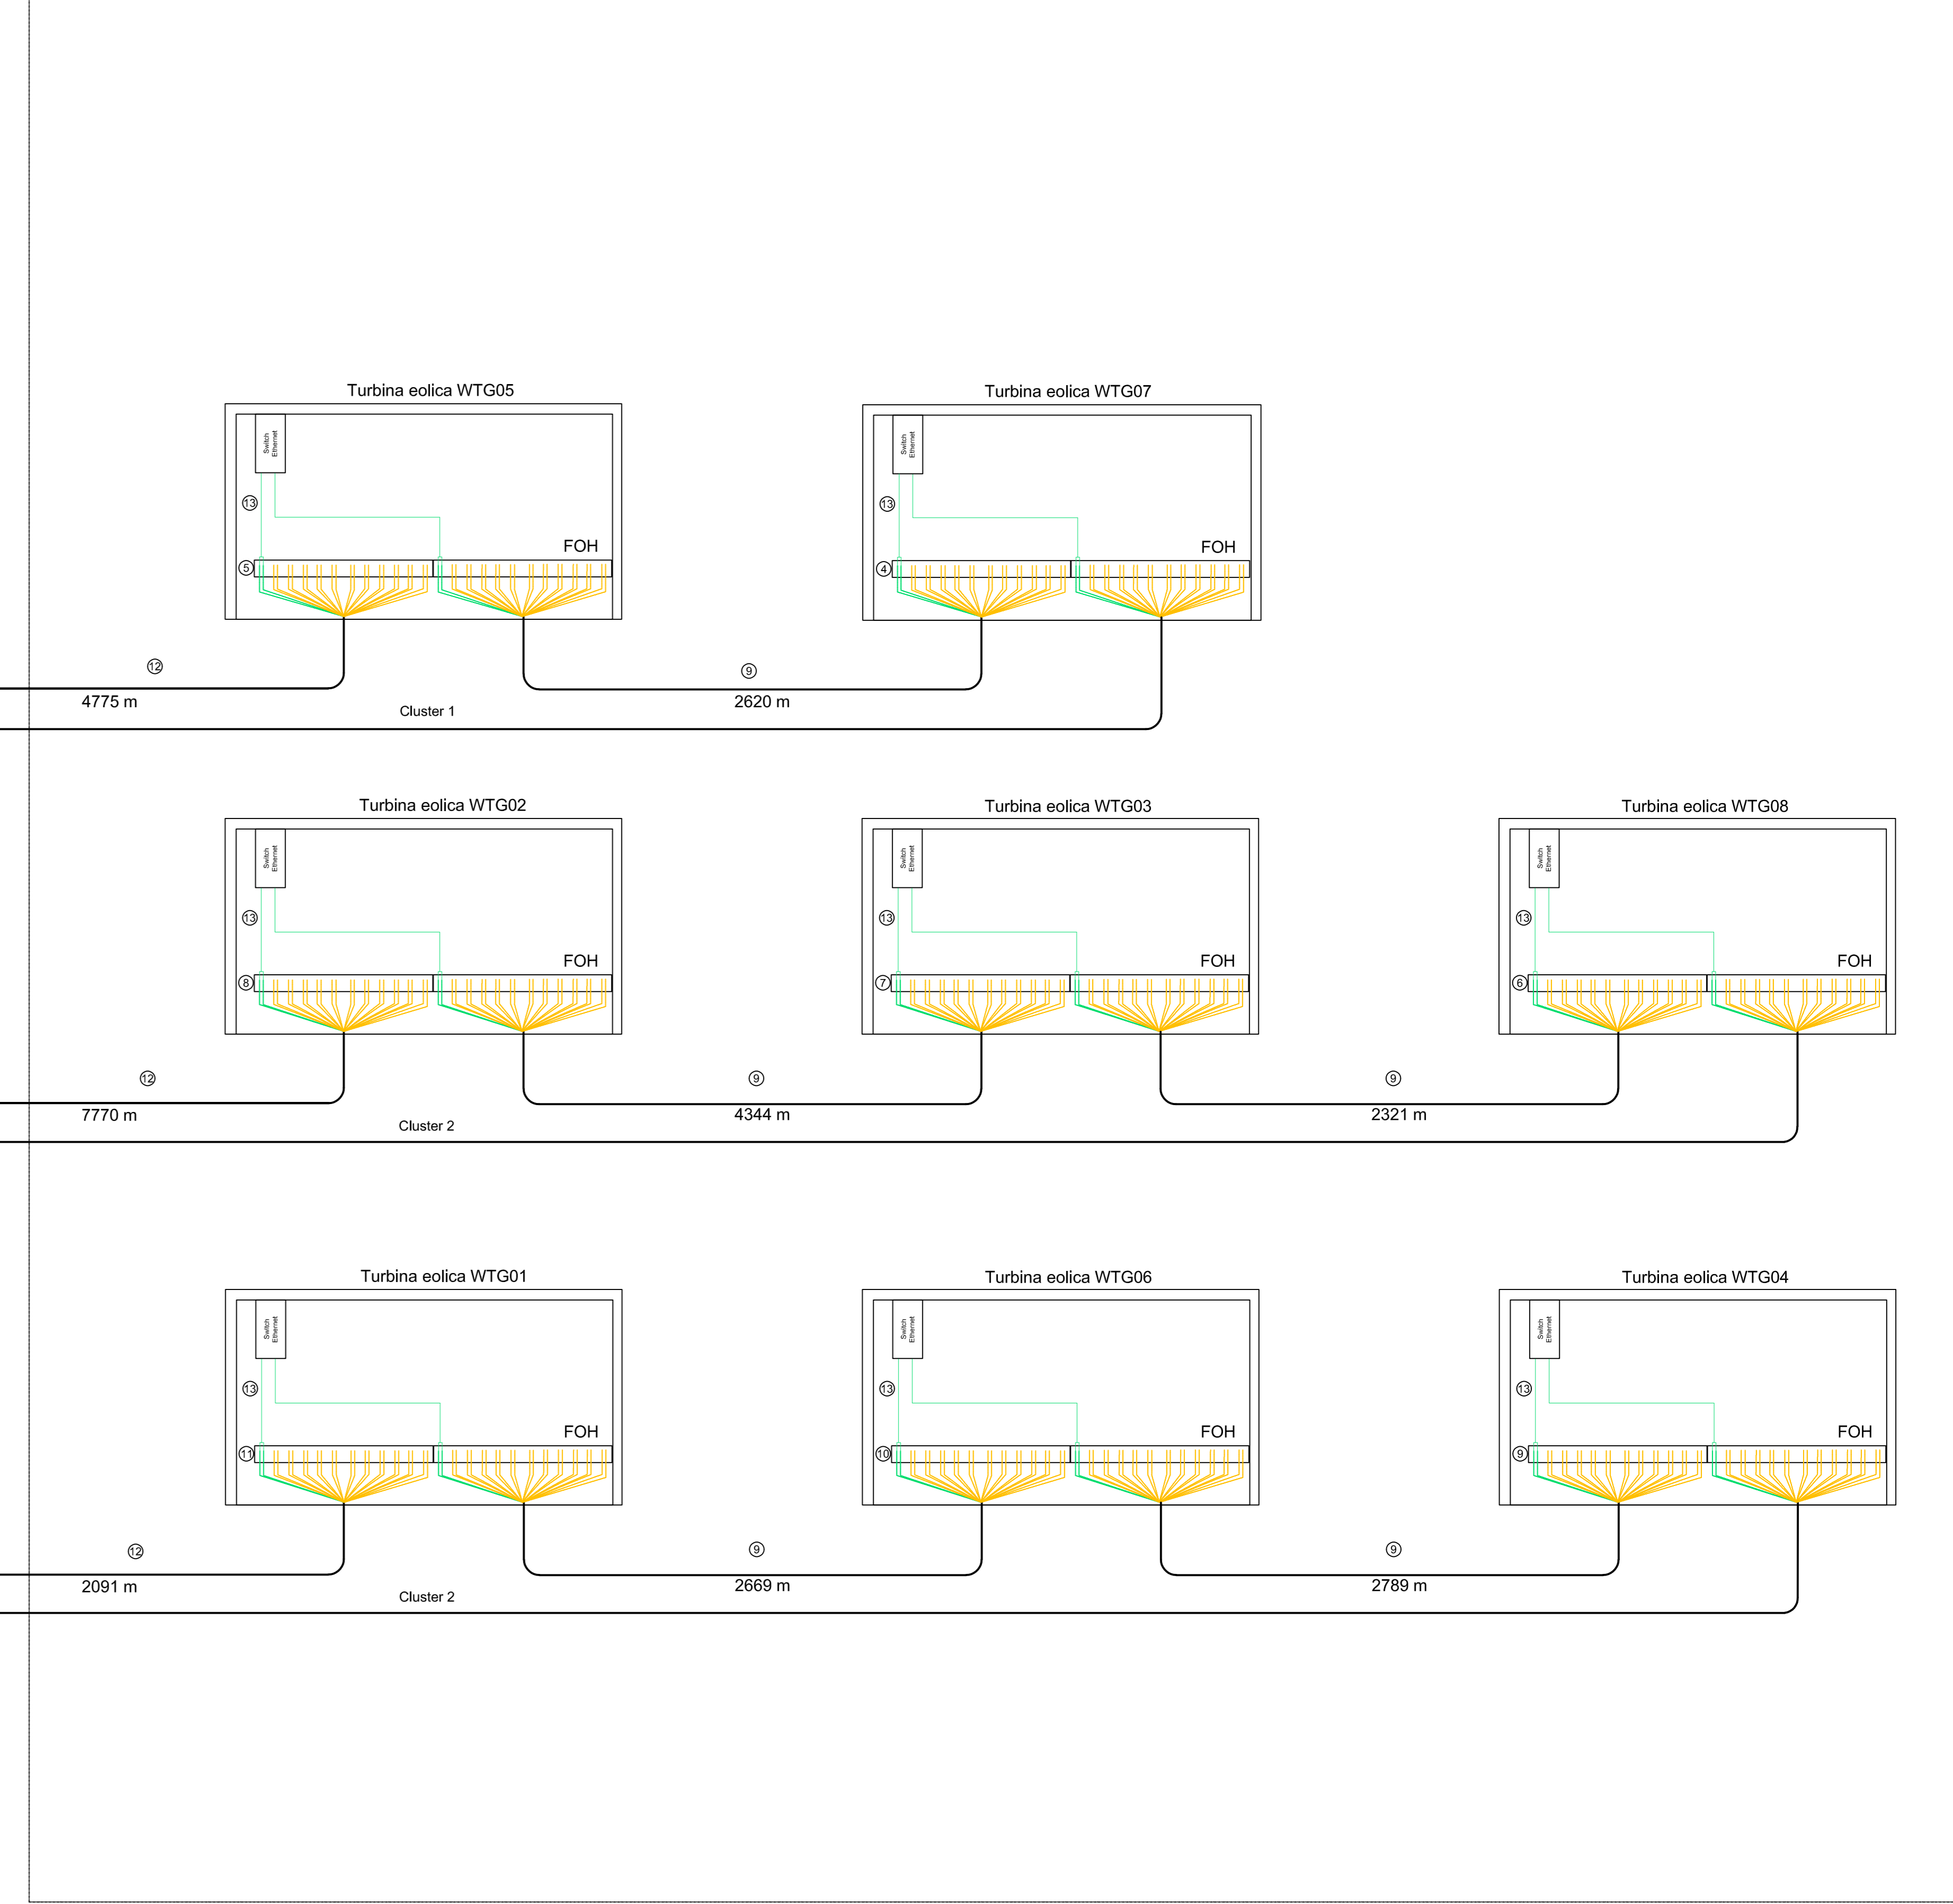 Turbina eolica WTG05
Turbina eolica WTG07
Switch
Ethernet
Switch
Ethernet
13
13
FOH
FOH
5
4
12
9
4775 m
2620 m
Cluster 1
Turbina eolica WTG02
Turbina eolica WTG03
Turbina eolica WTG08
Switch
Ethernet
Switch
Ethernet
Switch
Ethernet
13
13
13
FOH
FOH
FOH
8
7
6
12
9
9
7770 m
4344 m
2321 m
Cluster 2
Turbina eolica WTG01
Turbina eolica WTG06
Turbina eolica WTG04
Switch
Ethernet
Switch
Ethernet
Switch
Ethernet
13
13
13
FOH
FOH
FOH
11
10
9
12
9
9
2091 m
2669 m
2789 m
Cluster 2